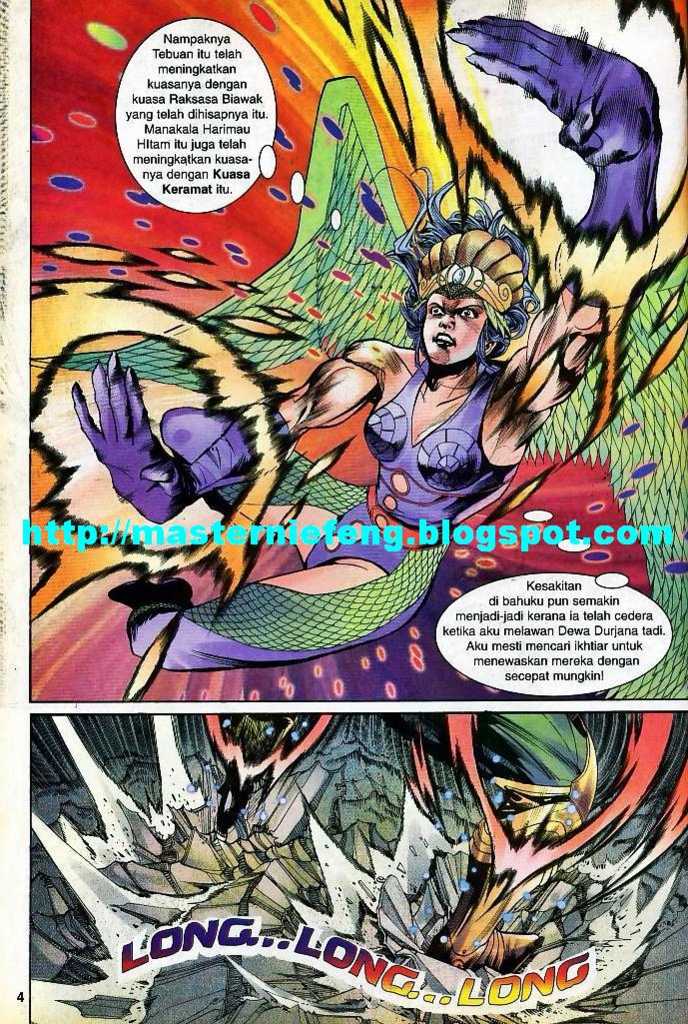 Nampaknya
Tebuan itu telah
meningkatkan
kuasanya dengan
kuasa Raksasa Biawak
yang telah dihisapnya itu.
Manakala Harimau
HItam itu juga telah
meningkatkan kuasa-
nya dengan Kuasa
Keramat itu.
http://masterniefeng.blogspot.com
Kesakitan
di bahuku pun semakin
menjadi-jadi kerana ia telah cedera
ketika aku melawan Dewa Durjana tadi.
Aku mesti mencari ikhtiar untuk
menewaskan mereka dengan
secepat mungkin!
LONG...LONG...LONG
4